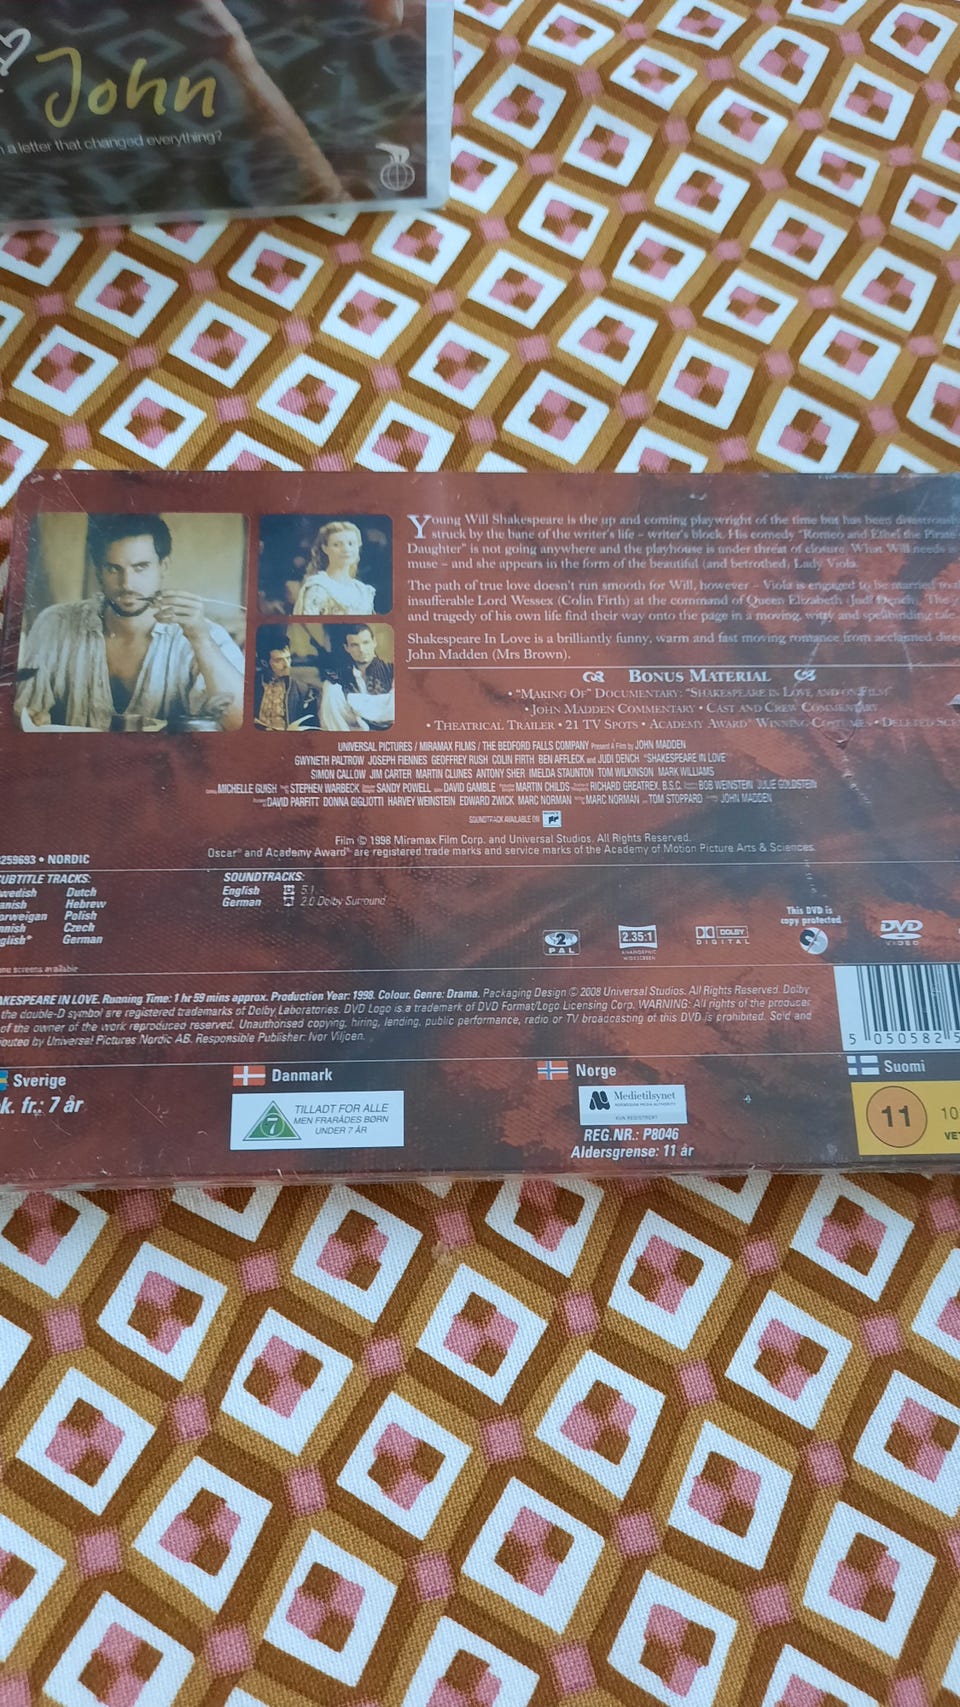 John
a letter that changed everything?
Young Will Shakespeare is the up and coming playwright of the time but has been disastrously
struck by the bane of the writer's life – writer's block. His comedy "Romeo and Ethel the Pirate
Daughter" is not going anywhere and the playhouse is under threat of closure. What Will needs is
muse – and she appears in the form of the beautiful (and betrothed) Lady Viola.
The path of true love doesn't run smooth for Will, however – Viola is engaged to be married to
insufferable Lord Wessex (Colin Firth) at the command of Queen Elizabeth (Judi Dench). The
and tragedy of his own life find their way onto the page in a moving, witty and spellbinding tale.
Shakespeare In Love is a brilliantly funny, warm and fast moving romance from acclaimed
John Madden (Mrs Brown).
BONUS MATERIAL
• "MAKING OF" DOCUMENTARY: "SHAKESPEARE IN LOVE AND ON FILM"
• JOHN MADDEN COMMENTARY • CAST AND CREW COMMENTARY
• THEATRICAL TRAILER • 21 TV SPOTS • ACADEMY AWARD® WINNING COSTUMES •
UNIVERSAL PICTURES / MIRAMAX FILMS / THE BEDFORD FALLS COMPANY Present A Film by JOHN MADDEN
GWYNETH PALTROW JOSEPH FIENNES GEOFFREY RUSH COLIN FIRTH BEN AFFLECK and JUDI DENCH "SHAKESPEARE IN LOVE"
SIMON CALLOW JIM CARTER MARTIN CLUNES ANTONY SHER IMELDA STAUNTON TOM WILKINSON MARK WILLIAMS
MICHELLE GUISH STEPHEN WARBECK SANDY POWELL DAVID GAMBLE MARTIN CHILDS RICHARD GREATREX, B.S.C. BOB WEINSTEIN JULIE GOLDSTEIN
DAVID PARFITT DONNA GIGLIOTTI HARVEY WEINSTEIN EDWARD ZWICK MARC NORMAN MARC NORMAN TOM STOPPARD JOHN MADDEN
SOUNDTRACK AVAILABLE ON
Film © 1998 Miramax Film Corp. and Universal Studios. All Rights Reserved.
Oscar® and Academy Award® are registered trade marks and service marks of the Academy of Motion Picture Arts & Sciences.
259693 • NORDIC
SUBTITLE TRACKS:
wedish Dutch
anish Hebrew
orwegian Polish
nnish Czech
glish* German
SOUNDTRACKS:
English 5.1
German 2.0 Dolby Surround
2
PAL
2.35:1
ANAMORPHIC
WIDESCREEN
DOLBY
DIGITAL
This DVD is
copy protected
DVD
VIDEO
screens available
AKESPEARE IN LOVE. Running Time: 1 hr 59 mins approx. Production Year: 1998. Colour. Genre: Drama. Packaging Design © 2008 Universal Studios. All Rights Reserved. Dolby
the double-D symbol are registered trademarks of Dolby Laboratories. DVD Logo is a trademark of DVD Format/Logo Licensing Corp. WARNING: All rights of the producer
of the owner of the work reproduced reserved. Unauthorised copying, hiring, lending, public performance, radio or TV broadcasting of this DVD is prohibited. Sold and
buted by Universal Pictures Nordic AB. Responsible Publisher: Ivor Viljoen.
5 050582 5
Sverige
k. fr.: 7 år
Danmark
7
TILLADT FOR ALLE
MEN FRARÅDES BØRN
UNDER 7 ÅR
Norge
Medietilsynet
NORWEGIAN MEDIA AUTHORITY
KUN REGISTRERT
REG.NR.: P8046
Aldersgrense: 11 år
Suomi
11
10
VET